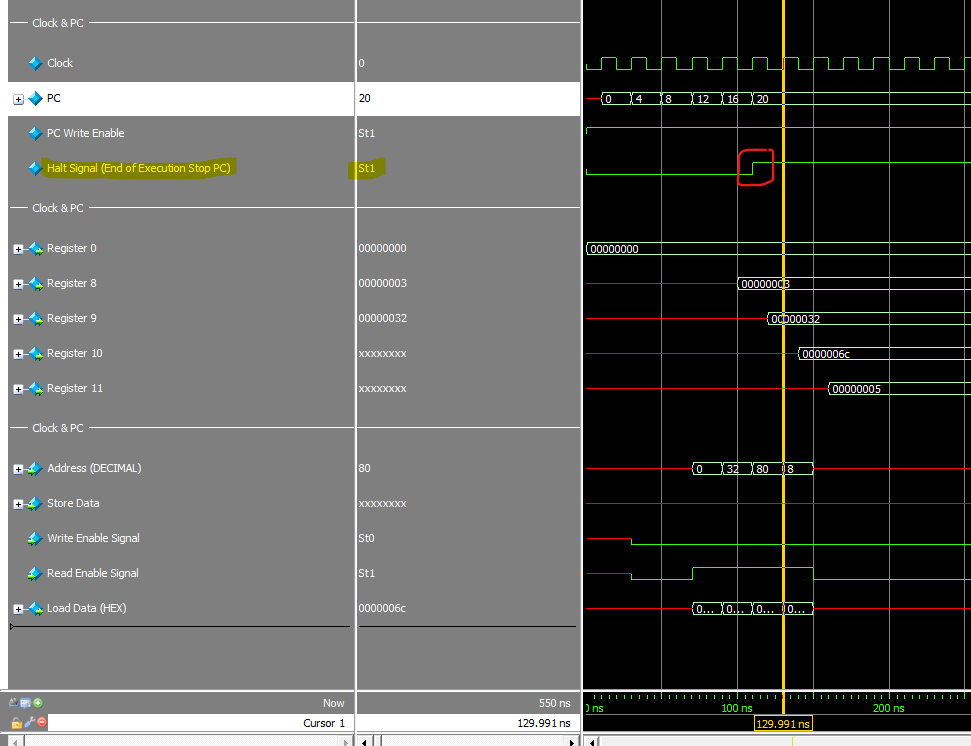 Clock & PC
Clock 0
PC 20 0 4 8 12 16 20
PC Write Enable St1
Halt Signal (End of Execution Stop PC) St1
Clock & PC
Register 0 00000000 00000000
Register 8 00000003 00000003
Register 9 00000032 00000032
Register 10 xxxxxxxx 0000006c
Register 11 xxxxxxxx 00000005
Clock & PC
Address (DECIMAL) 80 0 32 80 8
Store Data xxxxxxxx
Write Enable Signal St0
Read Enable Signal St1
Load Data (HEX) 0000006c 0... 0... 0... 0...
Now 550 ns ns 100 ns 200 ns
Cursor 1 129.991 ns 129.991 ns